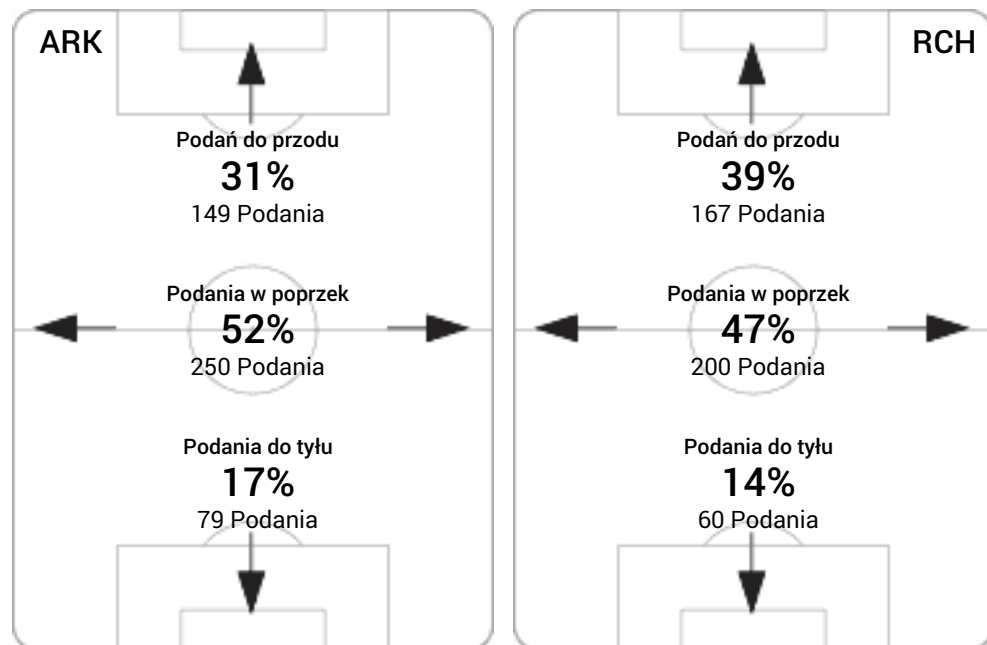 ARK
Podań do przodu
31%
149 Podania
Podania w poprzek
52%
250 Podania
Podania do tyłu
17%
79 Podania
RCH
Podań do przodu
39%
167 Podania
Podania w poprzek
47%
200 Podania
Podania do tyłu
14%
60 Podania